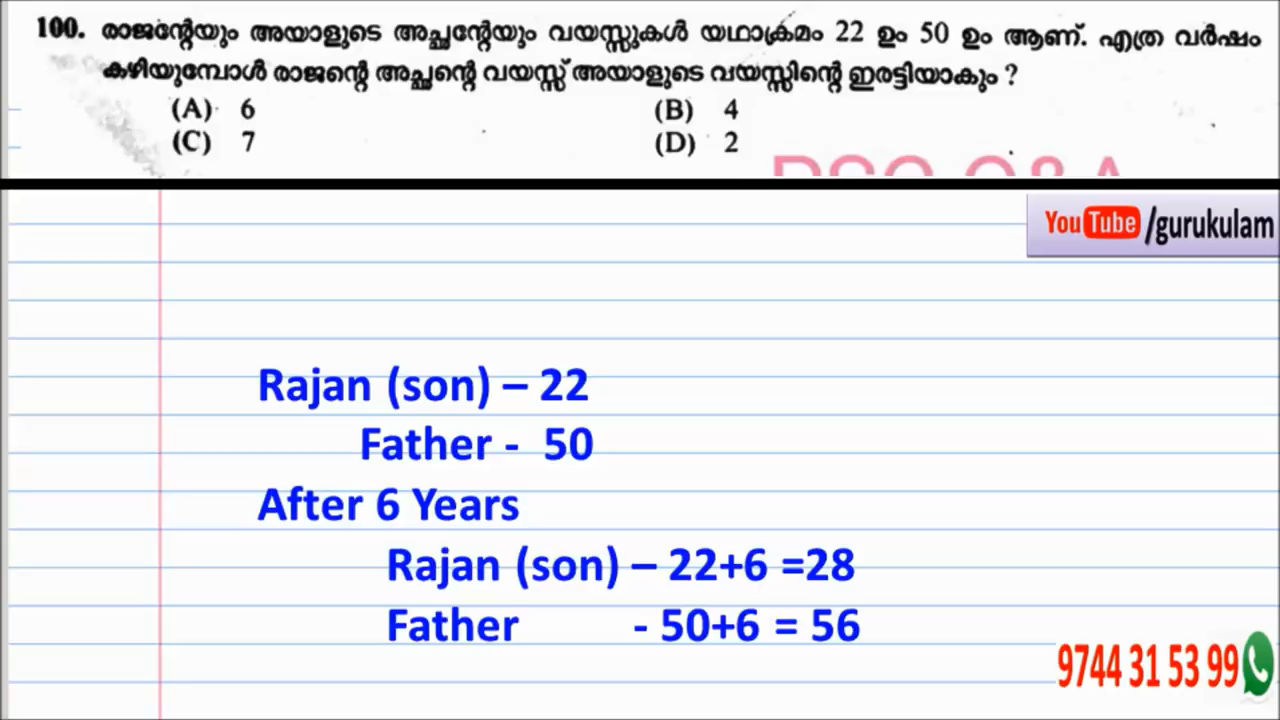 100. രാജന്റേയും അയാളുടെ അച്ഛന്റേയും വയസ്സുകൾ യഥാക്രമം 22 ഉം 50 ഉം ആണ്. എത്ര വർഷം
കഴിയുമ്പോൾ രാജന്റെ അച്ഛന്റെ വയസ്സ് അയാളുടെ വയസ്സിന്റെ ഇരട്ടിയാകും ?
(A) 6 (B) 4
(C) 7 (D) 2
YouTube/gurukulam
Rajan (son) – 22
Father - 50
After 6 Years
Rajan (son) – 22+6 =28
Father - 50+6 = 56
9744 31 53 99